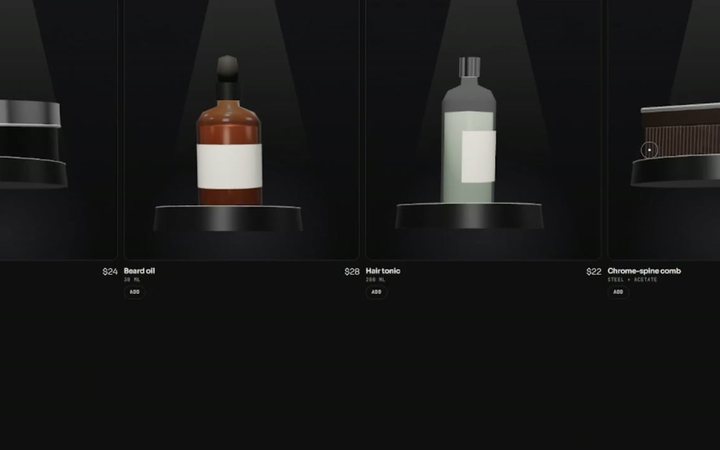 $24
Beard oil $28
30 ML
ADD
Hair tonic $22
200 ML
ADD
Chrome-spine comb
STEEL + ACETATE
ADD